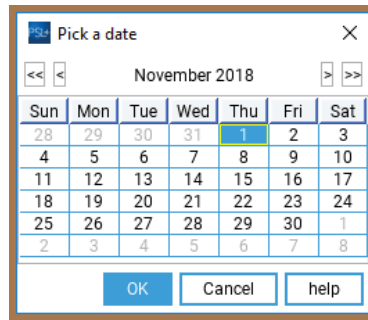 PSL+ Pick a date
<< < November 2018 > >>
Sun Mon Tue Wed Thu Fri Sat
28 29 30 31 1 2 3
4 5 6 7 8 9 10
11 12 13 14 15 16 17
18 19 20 21 22 23 24
25 26 27 28 29 30 1
2 3 4 5 6 7 8
OK Cancel help